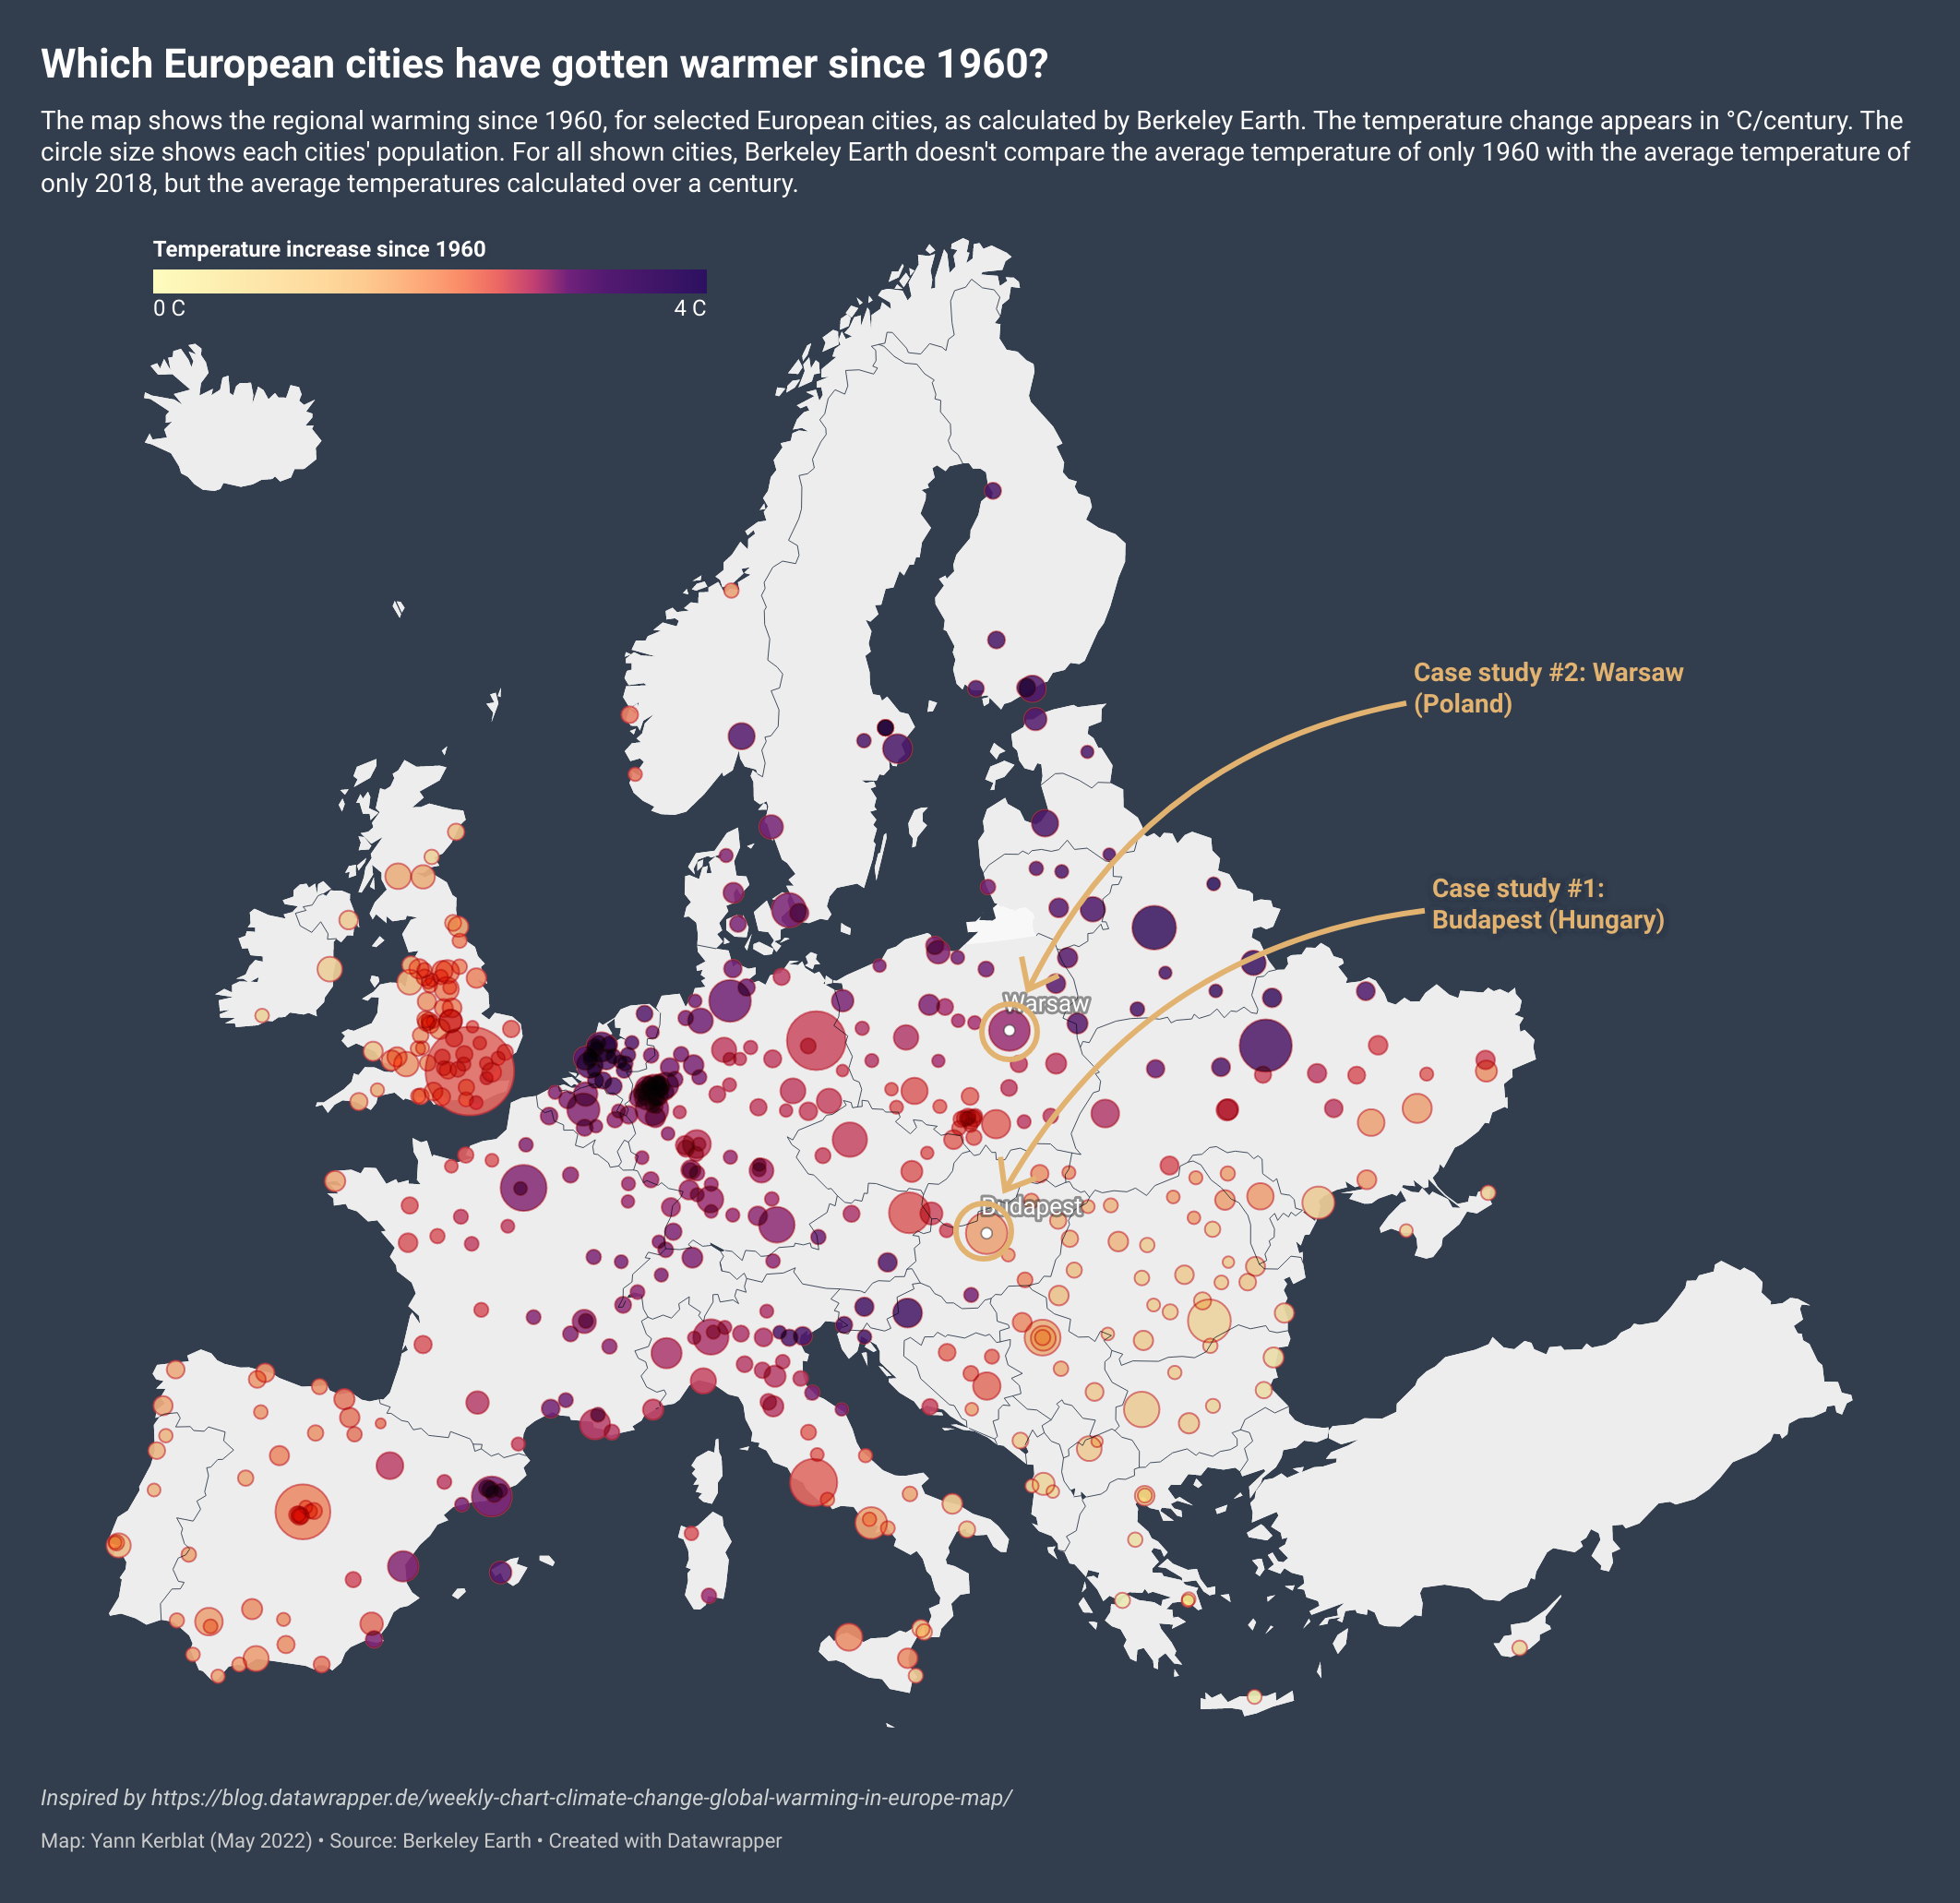 Which European cities have gotten warmer since 1960?
The map shows the regional warming since 1960, for selected European cities, as calculated by Berkeley Earth. The temperature change appears in °C/century. The
circle size shows each cities' population. For all shown cities, Berkeley Earth doesn't compare the average temperature of only 1960 with the average temperature of
only 2018, but the average temperatures calculated over a century.
Temperature increase since 1960
0 C 4 C
Case study #2: Warsaw
(Poland)
Case study #1:
Budapest (Hungary)
Warsaw
Budapest
Inspired by https://blog.datawrapper.de/weekly-chart-climate-change-global-warming-in-europe-map/
Map: Yann Kerblat (May 2022) • Source: Berkeley Earth • Created with Datawrapper